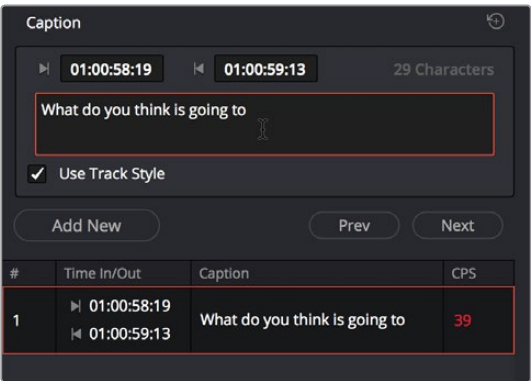 Caption
01:00:58:19 01:00:59:13 29 Characters
What do you think is going to
Use Track Style
Add New Prev Next
# Time In/Out Caption CPS
1 01:00:58:19 What do you think is going to 39
01:00:59:13